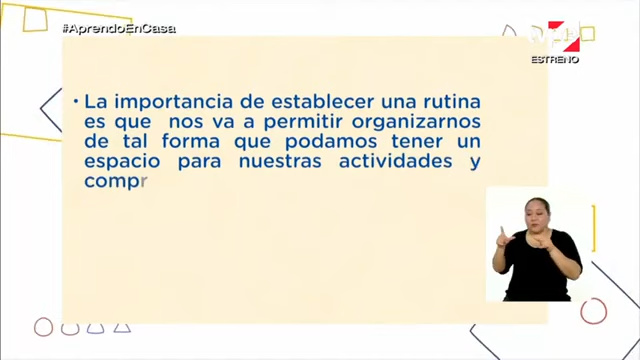 #AprendoEnCasa
tvperú
ESTRENO
• La importancia de establecer una rutina
es que nos va a permitir organizarnos
de tal forma que podamos tener un
espacio para nuestras actividades y
compr